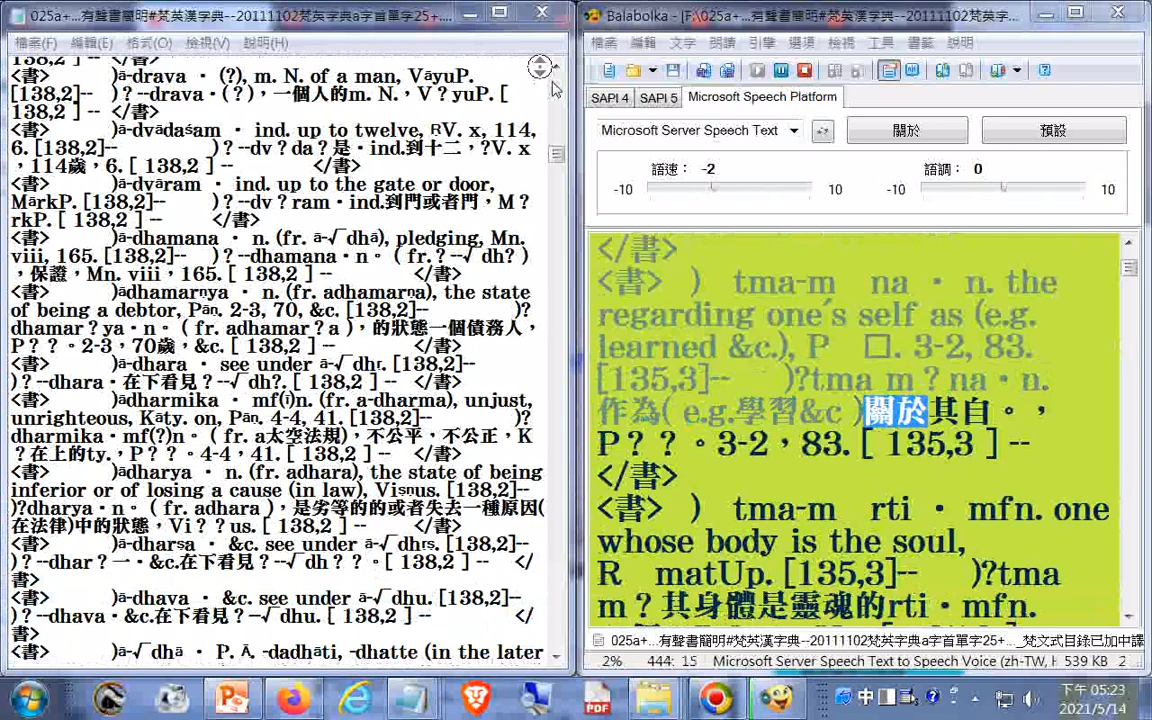 025a+...有聲書簡明#梵英漢字典--20111102梵英字典a字首單字25+...
檔案(F) 編輯(E) 格式(O) 檢視(V) 說明(H)
138,2]-- </書>
<書> )ā-drava · (?), m. N. of a man, VāyuP.
[138,2]-- )? --drava · (?)，一個人的m. N.，V？yuP. [
138,2 ] -- </書>
<書> )ā-dvādaśam · ind. up to twelve, RV. x, 114,
6. [138,2]-- )? --dv？da？是 · ind.到十二，?V. x
，114歲，6. [ 138,2 ] -- </書>
<書> )ā-dvāram · ind. up to the gate or door,
MārkP. [138,2]-- )? --dv？ram · ind.到門或者門，M？
rkP. [ 138,2 ] -- </書>
<書> )ā-dhamana · n. (fr. ā-√dhā), pledging, Mn.
viii, 165. [138,2]-- )? --dhamana · n。 ( fr.？--√dh？)
，保證，Mn. viii，165. [ 138,2 ] -- </書>
<書> )ādhamarṇya · n. (fr. adhamarṇa), the state
of being a debtor, Pāṇ. 2-3, 70, &c. [138,2]-- )?
dhamar？ya · n。 ( fr. adhamar？a )，的狀態一個債務人，
P？？。2-3，70歲，&c. [ 138,2 ] -- </書>
<書> )ā-dhara · see under ā-√dhṛ. [138,2]--
)? --dhara · 在下看見？--√dh?. [ 138,2 ] -- </書>
<書> )ādharmika · mf(ī)n. (fr. a-dharma), unjust,
unrighteous, Kāty. on, Pāṇ. 4-4, 41. [138,2]-- )?
dharmika · mf(?)n。 ( fr. a太空法規)，不公平，不公正，K
？在上的ty.，P？？。4-4，41. [ 138,2 ] -- </書>
<書> )ādharya · n. (fr. adhara), the state of being
inferior or of losing a cause (in law), Viṣṇus. [138,2]--
)?dharya · n。 ( fr. adhara )，是劣等的的或者失去一種原因(
在法律)中的狀態，Vi？？us. [ 138,2 ] -- </書>
<書> )ā-dharṣa · &c. see under ā-√dhṛṣ. [138,2]--
)? --dhar？一 · &c.在下看見？--√dh？？。[ 138,2 ] -- </
書>
<書> )ā-dhava · &c. see under ā-√dhu. [138,2]--
)? --dhava · &c.在下看見？--√dhu. [ 138,2 ] -- </
書>
<書> )ā-√dhā · P. Ā. -dadhāti, -dhatte (in the later
Balabolka - [F:\025a+...有聲書簡明#梵英漢字典--20111102梵英字...
檔案 編輯 文字 朗讀 引擎 選項 檢視 工具 書籤 說明
SAPI 4 SAPI 5 Microsoft Speech Platform
Microsoft Server Speech Text 關於 預設
語速： -2 語調： 0
-10 10 -10 10
</書>
<書> ) tma-m na · n. the
regarding one's self as (e.g.
learned &c.), P □. 3-2, 83.
[135,3]-- )?tma m？na · n.
作為( e.g.學習&c )關於其自。，
P？？。3-2，83. [ 135,3 ] --
</書>
<書> ) tma-m rti · mfn. one
whose body is the soul,
R matUp. [135,3]-- )?tma
m？其身體是靈魂的rti · mfn.
025a+...有聲書簡明#梵英漢字典--20111102梵英字典a字首單字25+..._梵文式目錄已加中譯
2% 444: 15 Microsoft Server Speech Text to Speech Voice (zh-TW, H 539 KB 2
中
PDF
下午 05:23
2021/5/14